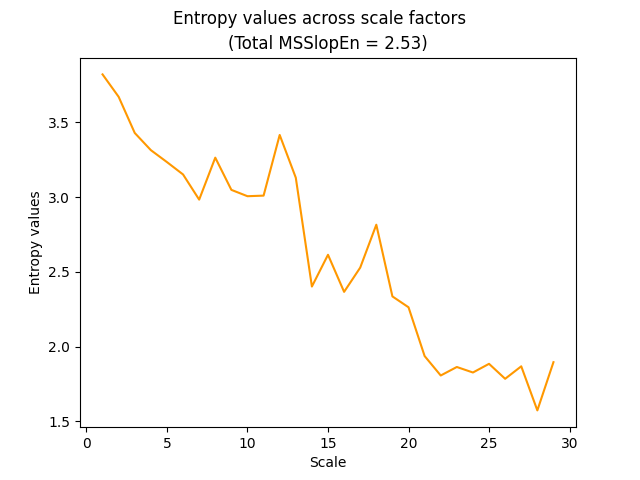 Entropy values across scale factors
(Total MSSlopEn = 2.53)
3.5
3.0
2.5
2.0
1.5
Entropy values
0 5 10 15 20 25 30
Scale